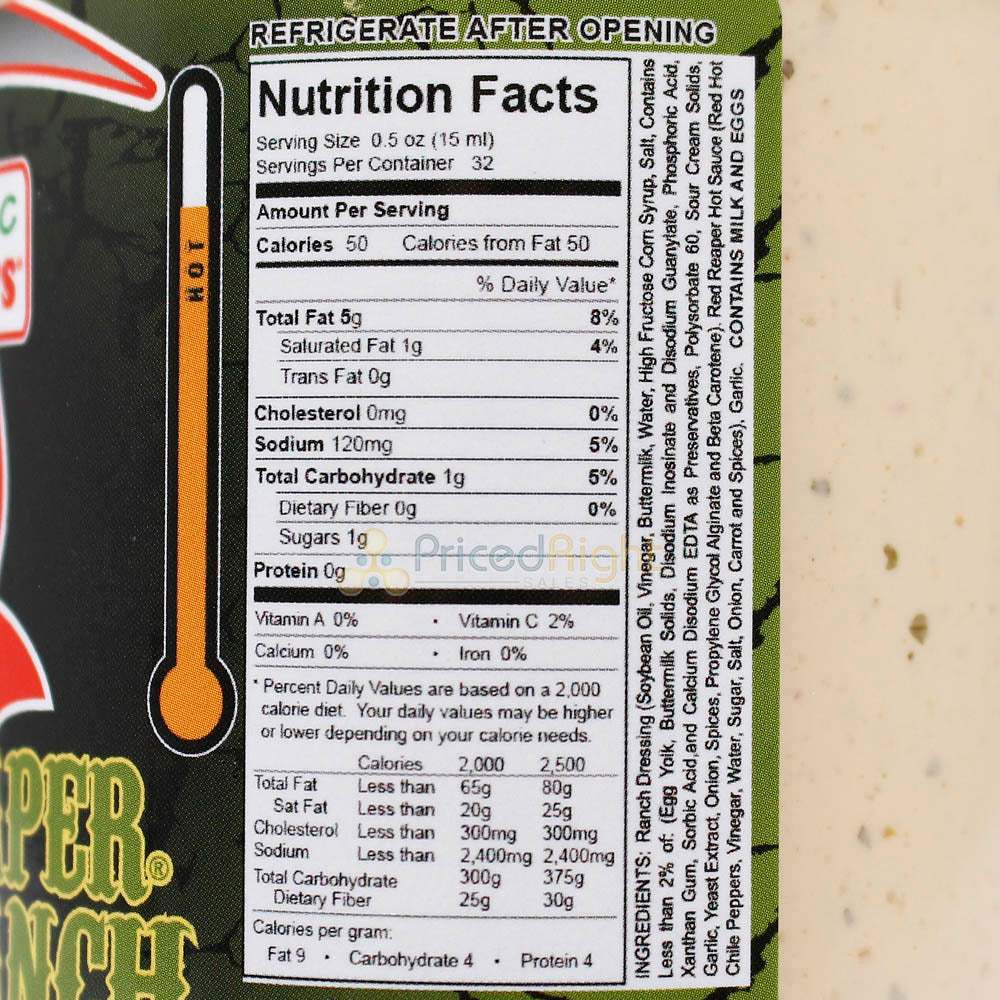 REFRIGERATE AFTER OPENING
Nutrition Facts
Serving Size 0.5 oz (15 ml)
Servings Per Container 32
Amount Per Serving
Calories 50 Calories from Fat 50
% Daily Value*
Total Fat 5g 8%
Saturated Fat 1g 4%
Trans Fat 0g
Cholesterol 0mg 0%
Sodium 120mg 5%
Total Carbohydrate 1g 5%
Dietary Fiber 0g 0%
Sugars 1g
Protein 0g
Vitamin A 0% • Vitamin C 2%
Calcium 0% • Iron 0%
* Percent Daily Values are based on a 2,000
calorie diet. Your daily values may be higher
or lower depending on your calorie needs.
Calories 2,000 2,500
Total Fat Less than 65g 80g
Sat Fat Less than 20g 25g
Cholesterol Less than 300mg 300mg
Sodium Less than 2,400mg 2,400mg
Total Carbohydrate 300g 375g
Dietary Fiber 25g 30g
Calories per gram:
Fat 9 • Carbohydrate 4 • Protein 4
INGREDIENTS: Ranch Dressing (Soybean Oil, Vinegar, Buttermilk, Water, High Fructose Corn Syrup, Salt, Contains
Less than 2% of: (Egg Yolk, Buttermilk Solids, Disodium Inosinate and Disodium Guanylate, Phosphoric Acid,
Xanthan Gum, Sorbic Acid,and Calcium Disodium EDTA as Preservatives, Polysorbate 60, Sour Cream Solids,
Garlic, Yeast Extract, Onion, Spices, Propylene Glycol Alginate and Beta Carotene). Red Reaper Hot Sauce (Red Hot
Chile Peppers, Vinegar, Water, Sugar, Salt, Onion, Carrot and Spices), Garlic. CONTAINS MILK AND EGGS
HOT
C
S
PER®
NCH
PricedRight
SALES